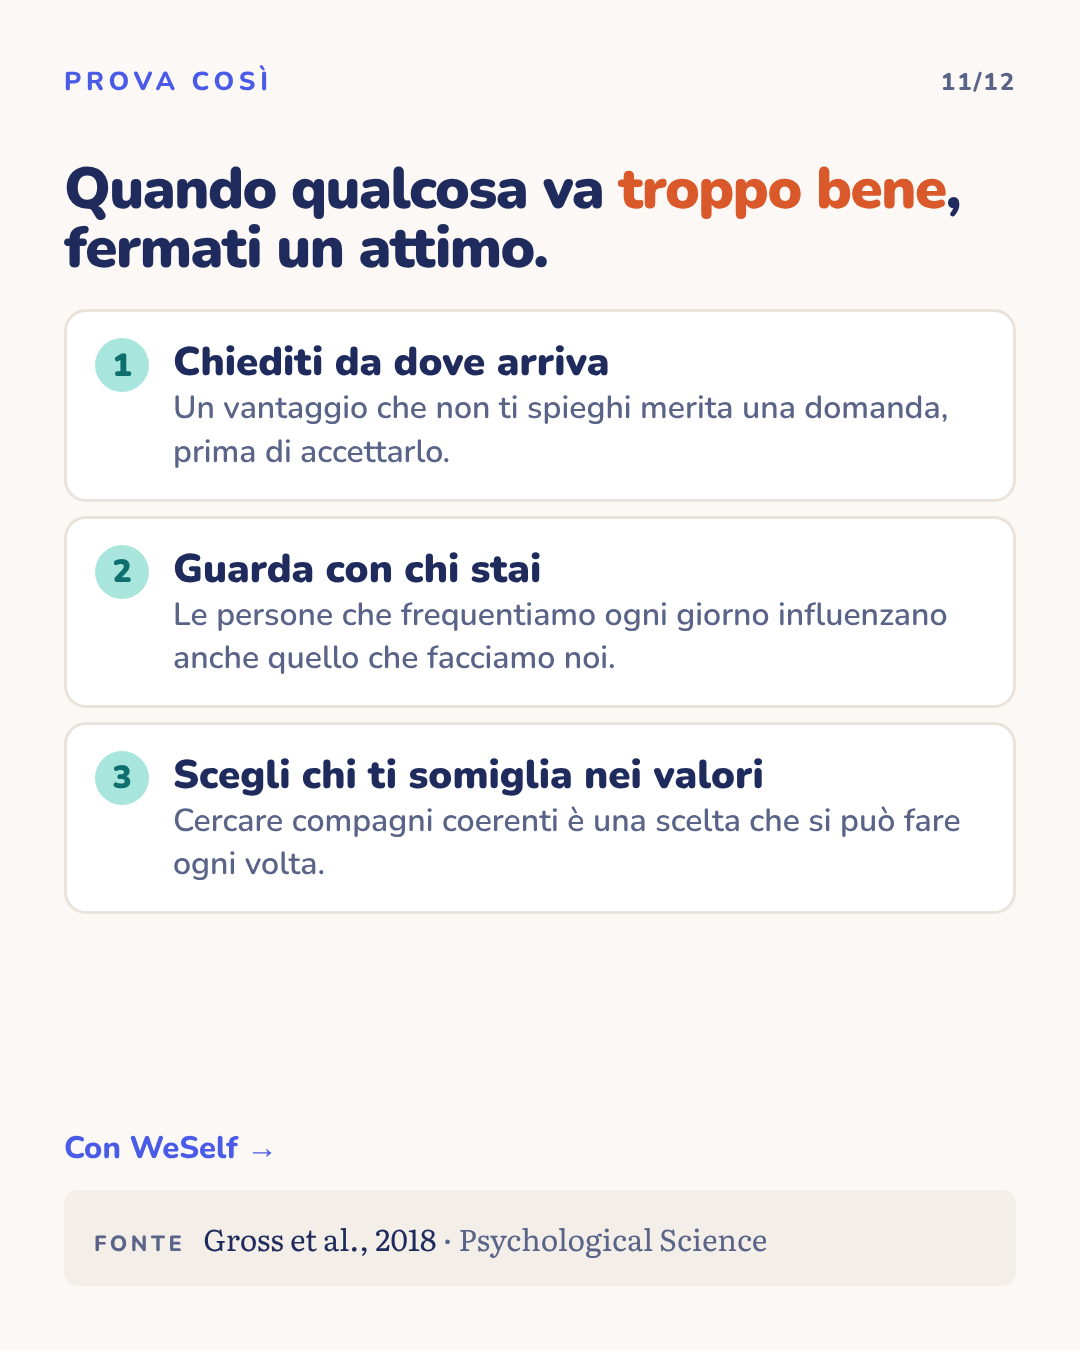 PROVA COSÌ
11/12
Quando qualcosa va troppo bene,
fermati un attimo.
1
Chiediti da dove arriva
Un vantaggio che non ti spieghi merita una domanda,
prima di accettarlo.
2
Guarda con chi stai
Le persone che frequentiamo ogni giorno influenzano
anche quello che facciamo noi.
3
Scegli chi ti somiglia nei valori
Cercare compagni coerenti è una scelta che si può fare
ogni volta.
Con WeSelf →
FONTE Gross et al., 2018 · Psychological Science